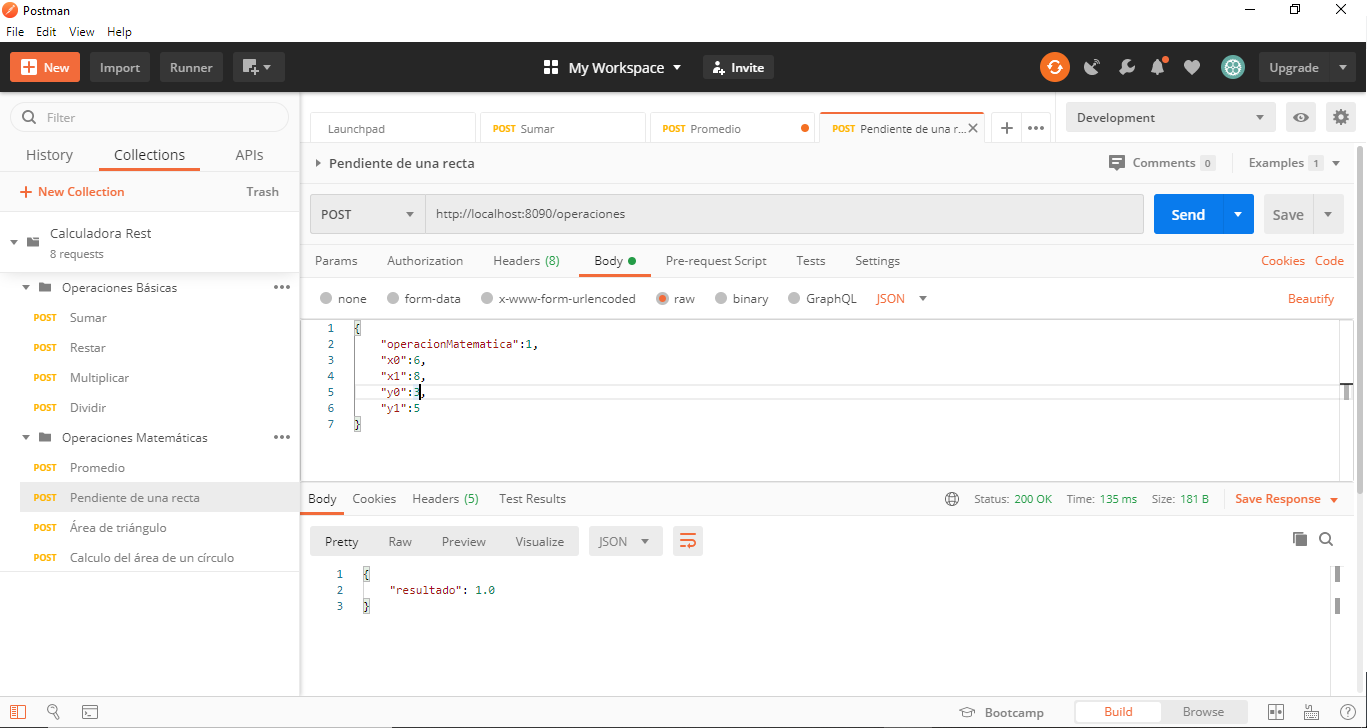 Postman
File Edit View Help
New Import Runner My Workspace Invite Upgrade
Filter
History Collections APIs
New Collection Trash
Calculadora Rest
8 requests
Operaciones Básicas
POST Sumar
POST Restar
POST Multiplicar
POST Dividir
Operaciones Matemáticas
POST Promedio
POST Pendiente de una recta
POST Área de triángulo
POST Calculo del área de un círculo
Launchpad POST Sumar POST Promedio POST Pendiente de una r... Development
Pendiente de una recta Comments 0 Examples 1
POST http://localhost:8090/operaciones Send Save
Params Authorization Headers (8) Body Pre-request Script Tests Settings Cookies Code
none form-data x-www-form-urlencoded raw binary GraphQL JSON Beautify
1 {
2 "operacionMatematica":1,
3 "x0":6,
4 "x1":8,
5 "y0":3,
6 "y1":5
7 }
Body Cookies Headers (5) Test Results Status: 200 OK Time: 135 ms Size: 181 B Save Response
Pretty Raw Preview Visualize JSON
1 {
2 "resultado": 1.0
3 }
Bootcamp Build Browse